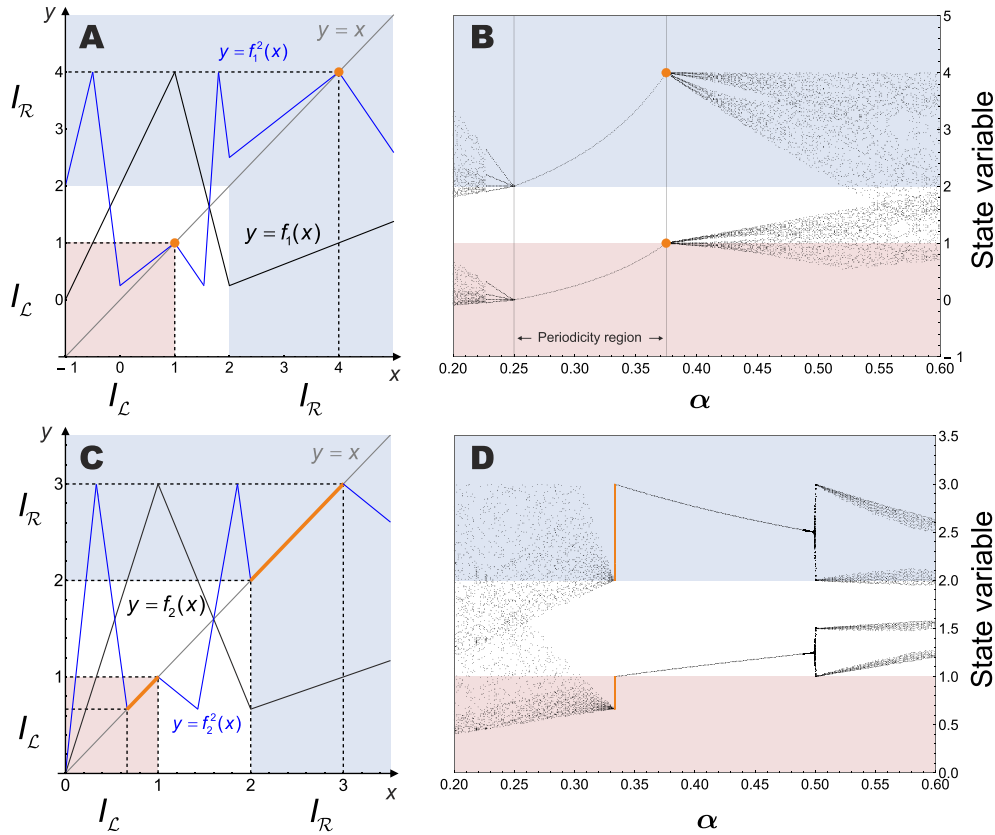 A
y
y = f₁²(x)
y = x
4
3
2
1
0
I_R
I_L
y = f₁(x)
−1 0 1 2 3 4
x
I_L
I_R
B
5
4
3
2
1
0
−1
State variable
← Periodicity region →
0.20 0.25 0.30 0.35 0.40 0.45 0.50 0.55 0.60
α
C
y
y = x
3
2
1
I_R
I_L
y = f₂(x)
y = f₂²(x)
0 1 2 3
x
I_L
I_R
D
3.5
3.0
2.5
2.0
1.5
1.0
0.5
0.0
State variable
0.20 0.25 0.30 0.35 0.40 0.45 0.50 0.55 0.60
α